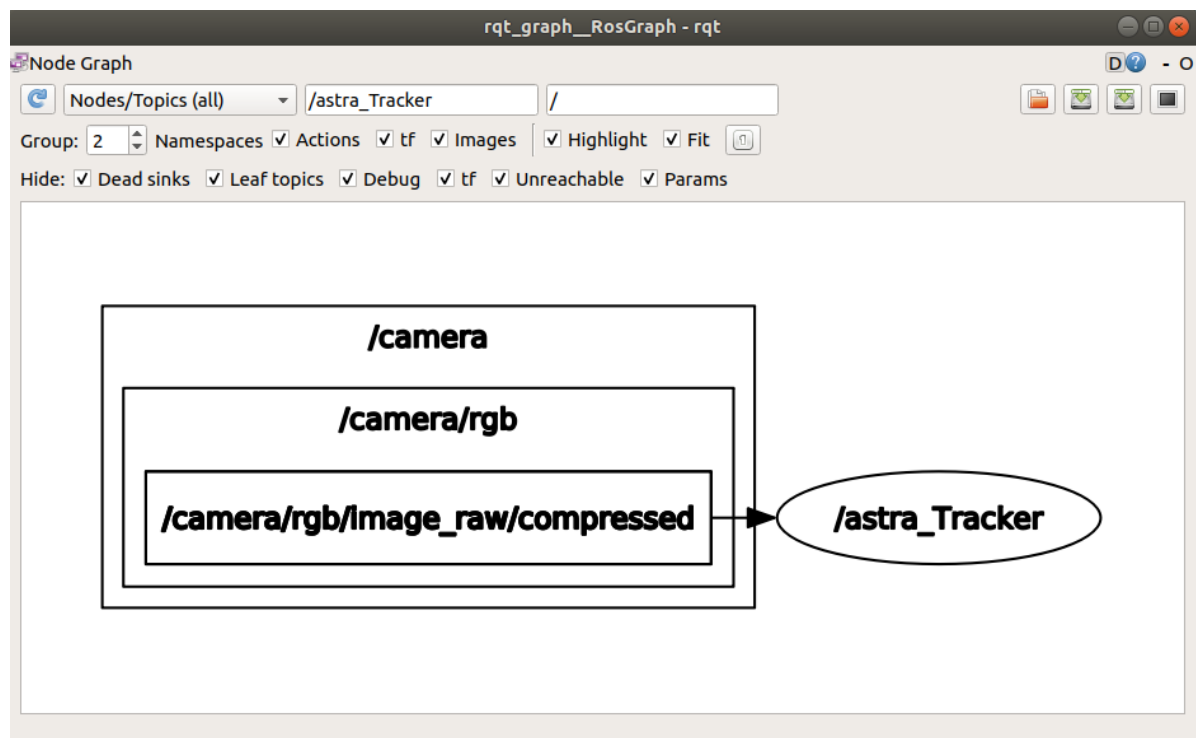 rqt_graph__RosGraph - rqt
Node Graph D ? - O
Nodes/Topics (all) /astra_Tracker /
Group: 2 Namespaces Actions tf Images Highlight Fit
Hide: Dead sinks Leaf topics Debug tf Unreachable Params
/camera
/camera/rgb
/camera/rgb/image_raw/compressed /astra_Tracker